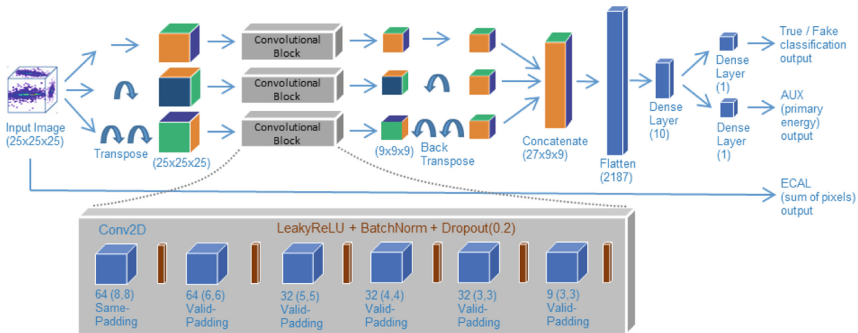 Input Image
(25x25x25)
Transpose
(25x25x25)
Convolutional
Block
Convolutional
Block
Convolutional
Block
(9x9x9)
Back
Transpose
Concatenate
(27x9x9)
Flatten
(2187)
Dense
Layer
(10)
Dense
Layer
(1)
Dense
Layer
(1)
True / Fake
classification
output
AUX
(primary
energy)
output
ECAL
(sum of pixels)
output
Conv2D
LeakyReLU + BatchNorm + Dropout(0.2)
64 (8,8)
Same-
Padding
64 (6,6)
Valid-
Padding
32 (5,5)
Valid-
Padding
32 (4,4)
Valid-
Padding
32 (3,3)
Valid-
Padding
9 (3,3)
Valid-
Padding